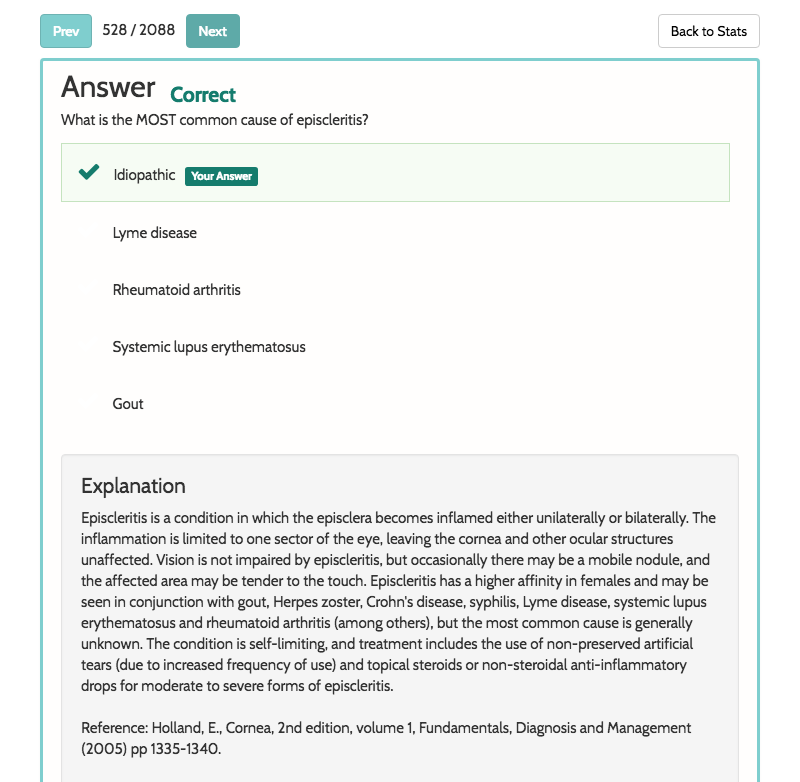 Prev 528 / 2088 Next Back to Stats
Answer Correct
What is the MOST common cause of episcleritis?
Idiopathic Your Answer
Lyme disease
Rheumatoid arthritis
Systemic lupus erythematosus
Gout
Explanation
Episcleritis is a condition in which the episclera becomes inflamed either unilaterally or bilaterally. The
inflammation is limited to one sector of the eye, leaving the cornea and other ocular structures
unaffected. Vision is not impaired by episcleritis, but occasionally there may be a mobile nodule, and
the affected area may be tender to the touch. Episcleritis has a higher affinity in females and may be
seen in conjunction with gout, Herpes zoster, Crohn's disease, syphilis, Lyme disease, systemic lupus
erythematosus and rheumatoid arthritis (among others), but the most common cause is generally
unknown. The condition is self-limiting, and treatment includes the use of non-preserved artificial
tears (due to increased frequency of use) and topical steroids or non-steroidal anti-inflammatory
drops for moderate to severe forms of episcleritis.
Reference: Holland, E., Cornea, 2nd edition, volume 1, Fundamentals, Diagnosis and Management
(2005) pp 1335-1340.